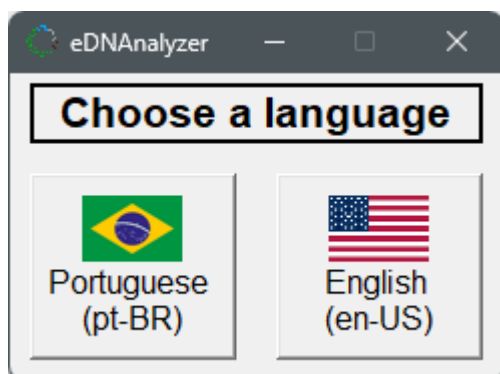 eDNAnalyzer
Choose a language
Portuguese
(pt-BR)
English
(en-US)